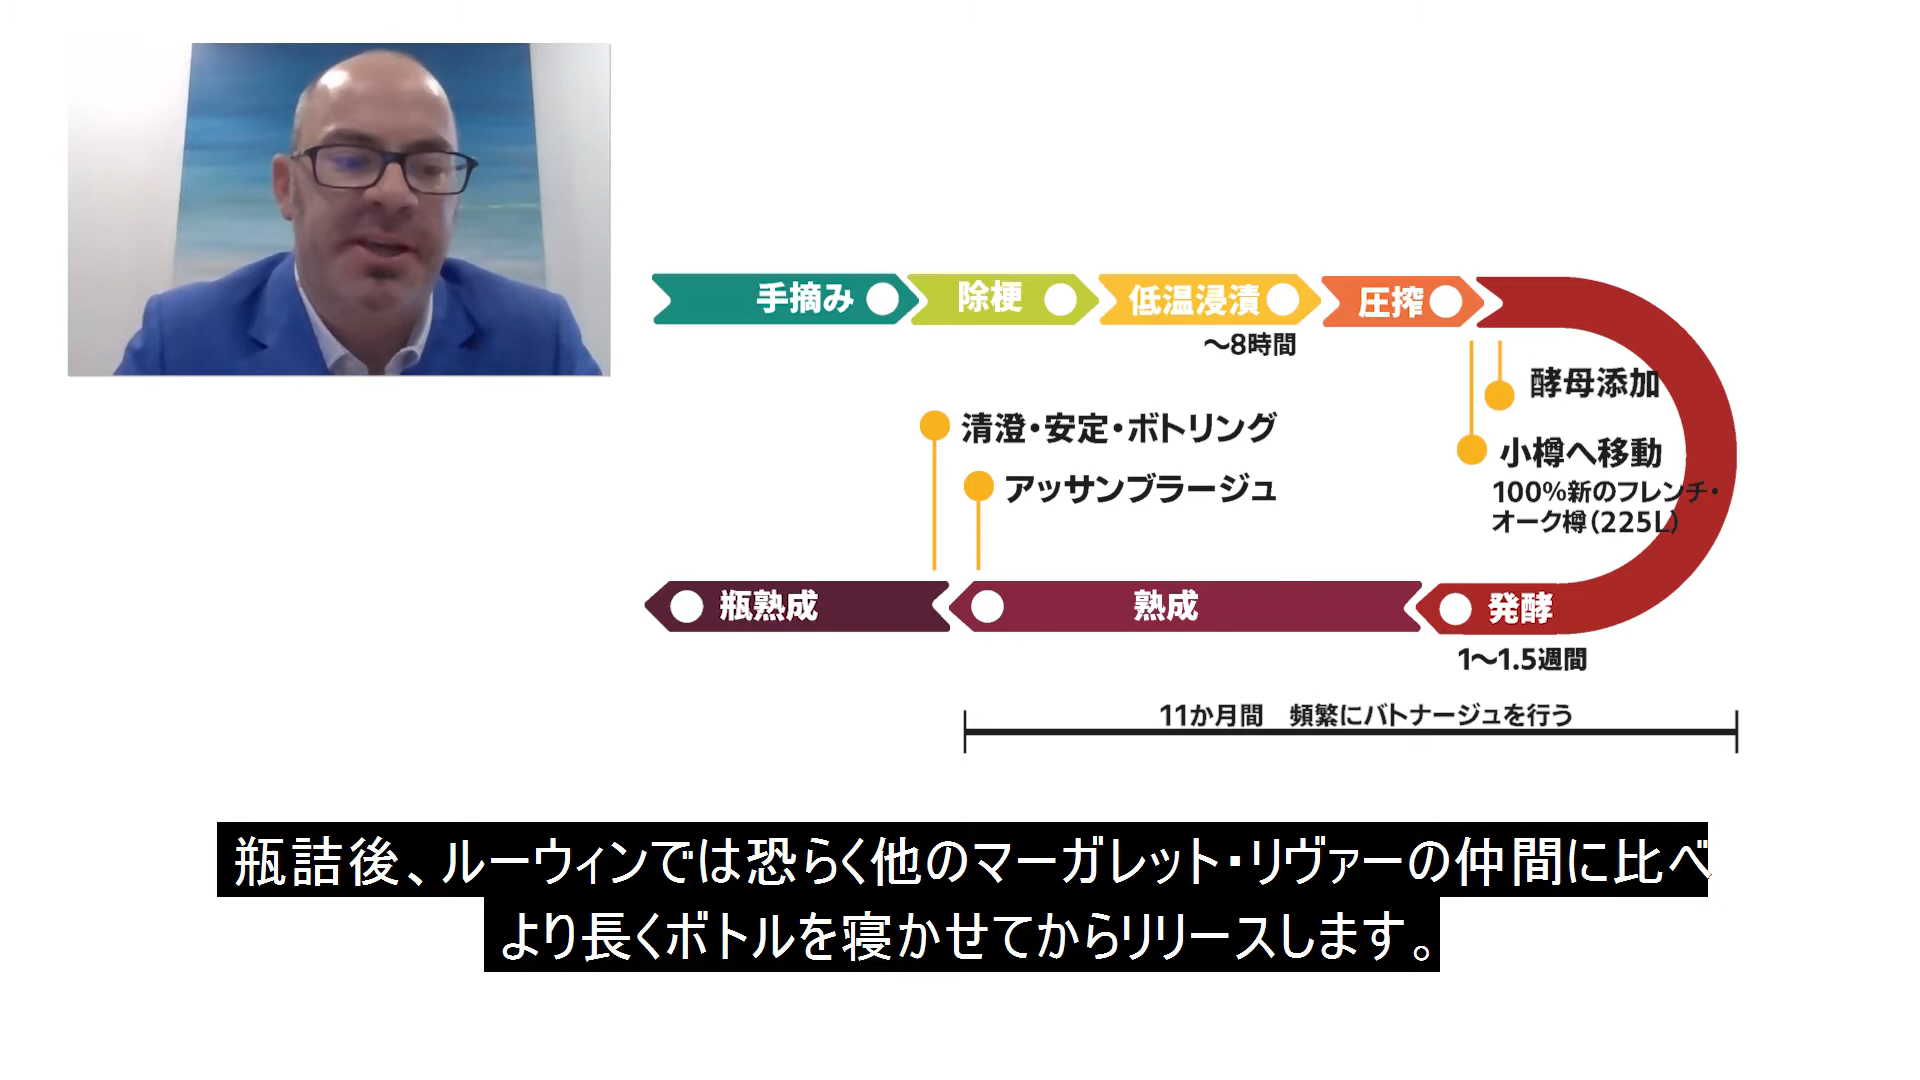 手摘み
除梗
低温浸漬
～8時間
圧搾
酵母添加
小樽へ移動
100%新のフレンチ・
オーク樽(225L)
清澄・安定・ボトリング
アッサンブラージュ
瓶熟成
熟成
発酵
1～1.5週間
11か月間　頻繁にバトナージュを行う
瓶詰後、ルーウィンでは恐らく他のマーガレット・リヴァーの仲間に比べ
より長くボトルを寝かせてからリリースします。